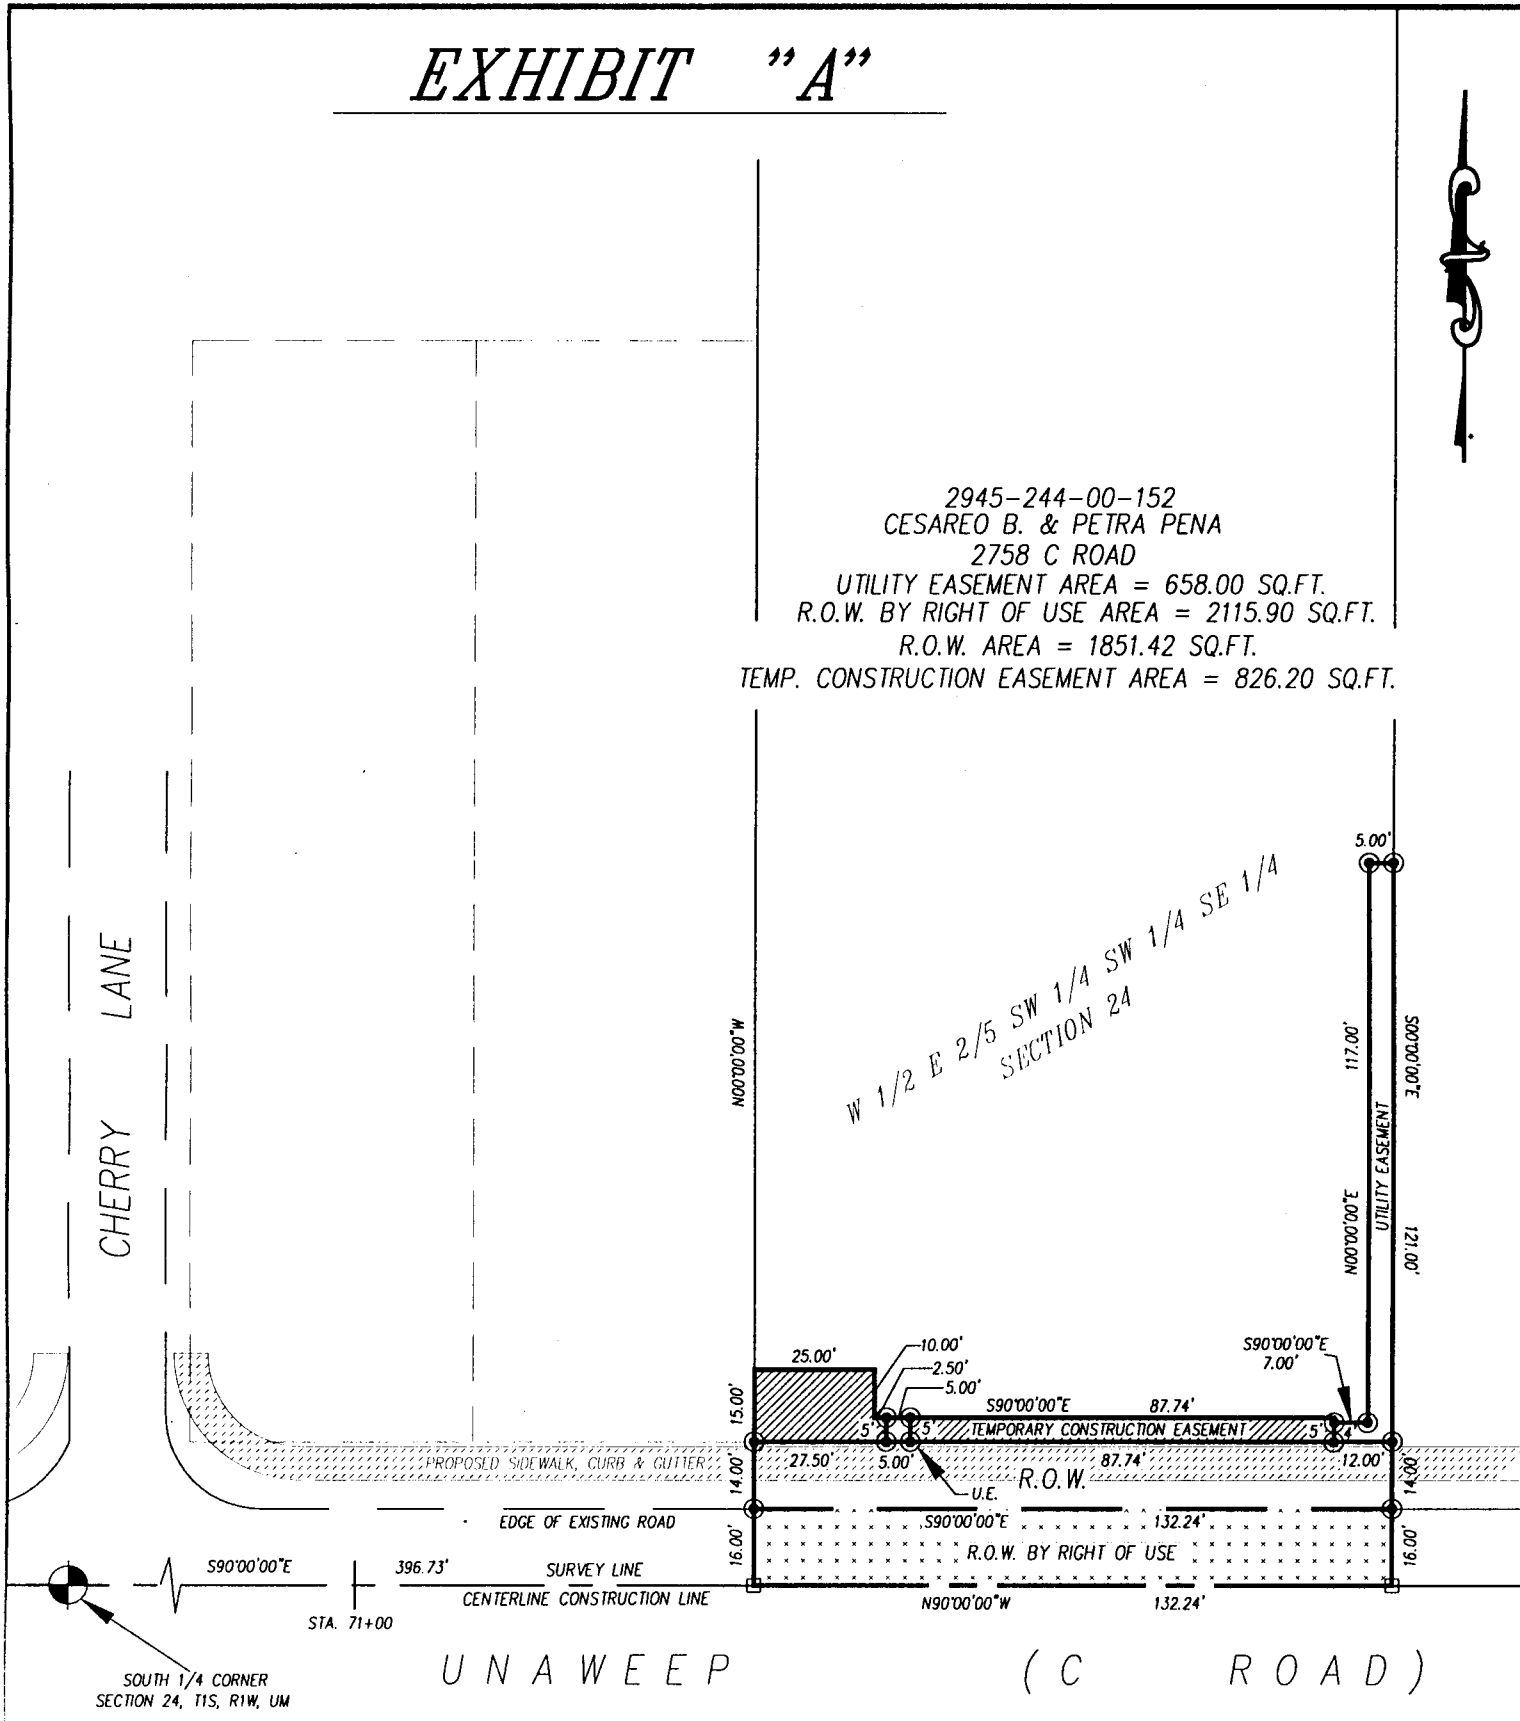 EXHIBIT "A"
2945-244-00-152
CESAREO B. & PETRA PENA
2758 C ROAD
UTILITY EASEMENT AREA = 658.00 SQ.FT.
R.O.W. BY RIGHT OF USE AREA = 2115.90 SQ.FT.
R.O.W. AREA = 1851.42 SQ.FT.
TEMP. CONSTRUCTION EASEMENT AREA = 826.20 SQ.FT.
5.00'
W 1/2 E 2/5 SW 1/4 SW 1/4 SE 1/4
SECTION 24
CHERRY LANE
N00°00'00"W
117.00'
N00°00'00"E
UTILITY EASEMENT
S00°00'00"E
121.00'
25.00'
10.00'
2.50'
5.00'
S90°00'00"E
7.00'
15.00'
S90°00'00"E 87.74'
5' 5' TEMPORARY CONSTRUCTION EASEMENT 5' 4'
PROPOSED SIDEWALK, CURB & GUTTER
14.00'
27.50' 5.00' 87.74' 12.00'
14.00'
R.O.W.
U.E.
EDGE OF EXISTING ROAD
S90°00'00"E 132.24'
16.00'
R.O.W. BY RIGHT OF USE
16.00'
S90°00'00"E 396.73' SURVEY LINE
CENTERLINE CONSTRUCTION LINE
N90°00'00"W 132.24'
STA. 71+00
SOUTH 1/4 CORNER
SECTION 24, T1S, R1W, UM
UNAWEEP (C ROAD)